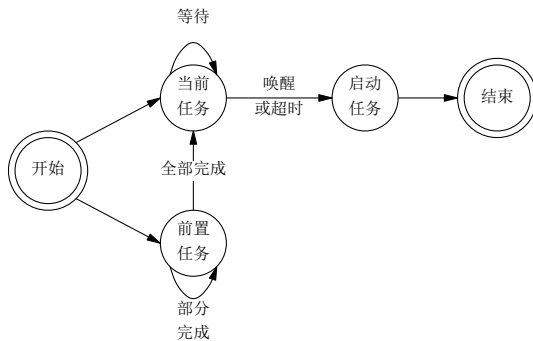 等待
当前
任务
唤醒
或超时
启动
任务
结束
开始
全部完成
前置
任务
部分
完成